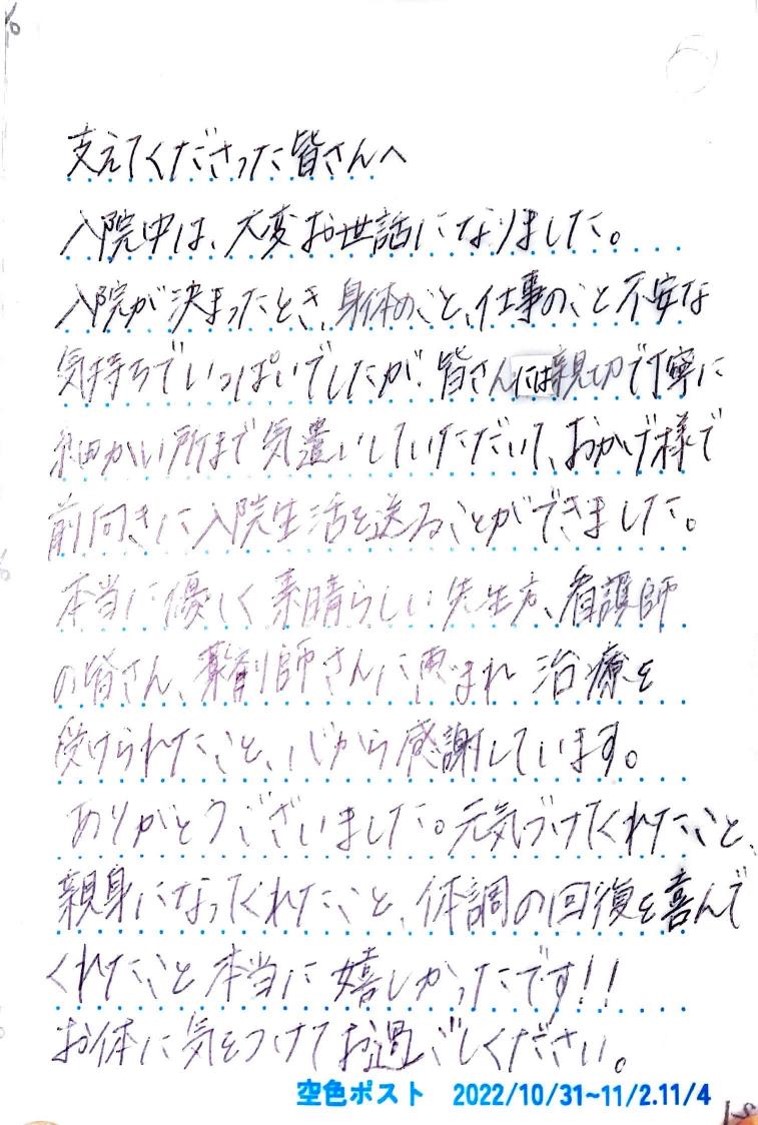 支えてくださった皆さんへ
入院中は、大変お世話になりました。
入院が決まったとき、身体のこと、仕事のこと不安な
気持ちでいっぱいでしたが、皆さんには親切で丁寧に
細かい所まで気遣いしていただいて、おかげ様で
前向きに入院生活を送ることができました。
本当に優しく素晴らしい先生方、看護師
の皆さん、薬剤師さんに恵まれ治療を
受けられたこと、心から感謝しています。
ありがとうございました。元気づけてくれたこと、
親身になってくれたこと、体調の回復を喜んで
くれたこと本当に嬉しかったです!!
お体に気をつけてお過ごしください。
空色ポスト 2022/10/31~11/2.11/4